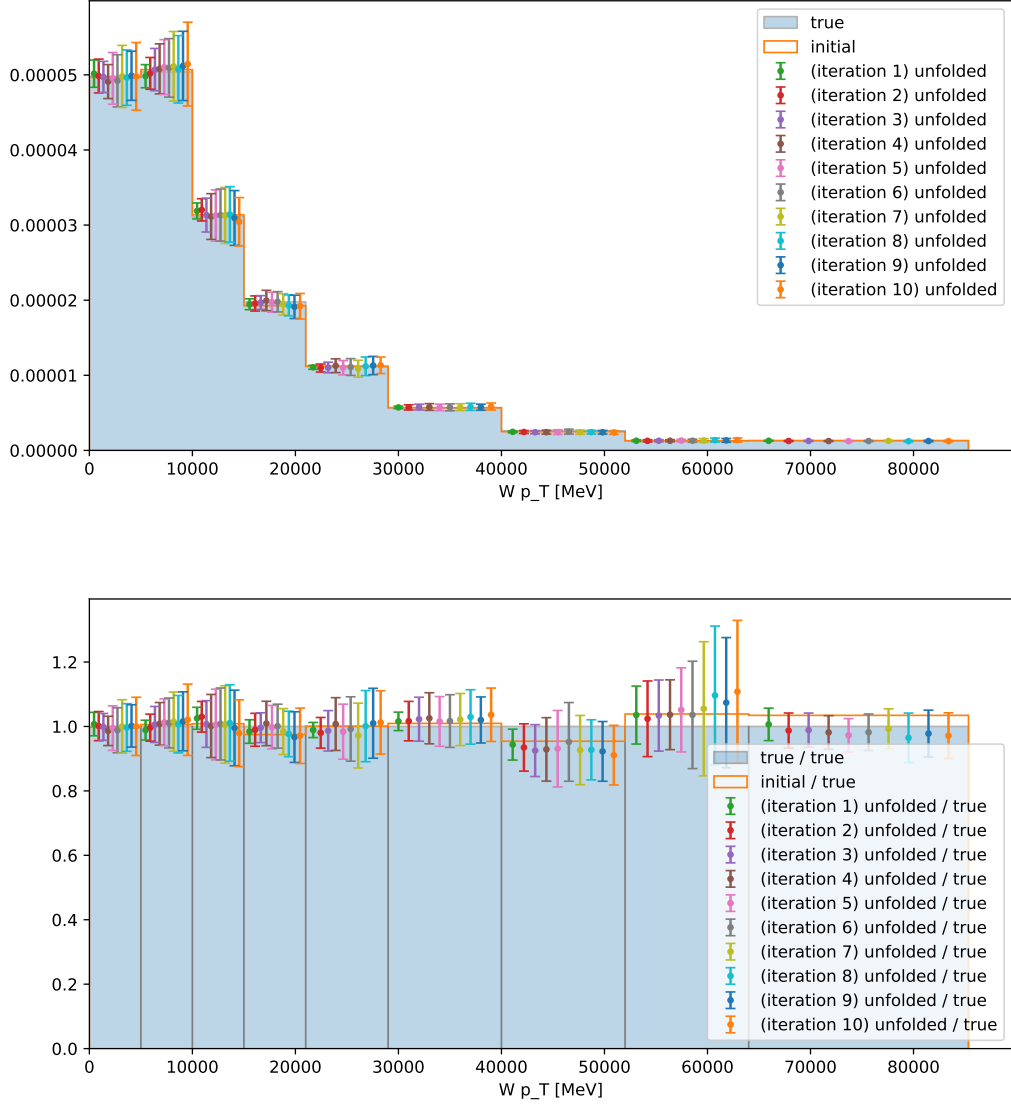 0.00005
0.00004
0.00003
0.00002
0.00001
0.00000
true
initial
(iteration 1) unfolded
(iteration 2) unfolded
(iteration 3) unfolded
(iteration 4) unfolded
(iteration 5) unfolded
(iteration 6) unfolded
(iteration 7) unfolded
(iteration 8) unfolded
(iteration 9) unfolded
(iteration 10) unfolded
0 10000 20000 30000 40000 50000 60000 70000 80000
W p_T [MeV]
1.2
1.0
0.8
0.6
0.4
0.2
0.0
true / true
initial / true
(iteration 1) unfolded / true
(iteration 2) unfolded / true
(iteration 3) unfolded / true
(iteration 4) unfolded / true
(iteration 5) unfolded / true
(iteration 6) unfolded / true
(iteration 7) unfolded / true
(iteration 8) unfolded / true
(iteration 9) unfolded / true
(iteration 10) unfolded / true
0 10000 20000 30000 40000 50000 60000 70000 80000
W p_T [MeV]